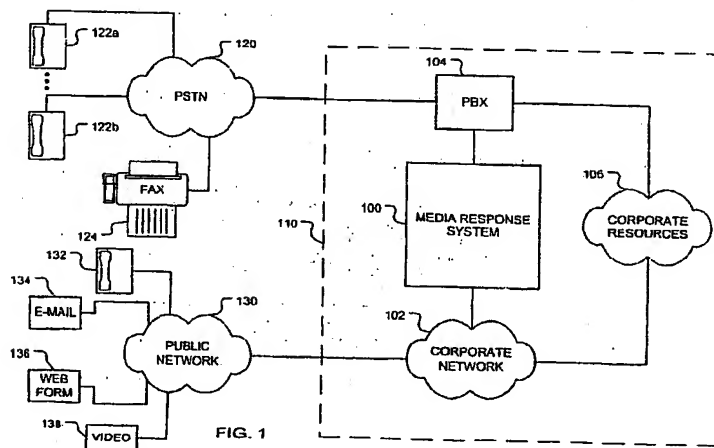 122a
120
PSTN
122b
FAX
124
104
PBX
100
MEDIA RESPONSE
SYSTEM
106
CORPORATE
RESOURCES
110
132
134
E-MAIL
130
PUBLIC
NETWORK
136
WEB
FORM
138
VIDEO
102
CORPORATE
NETWORK
FIG. 1